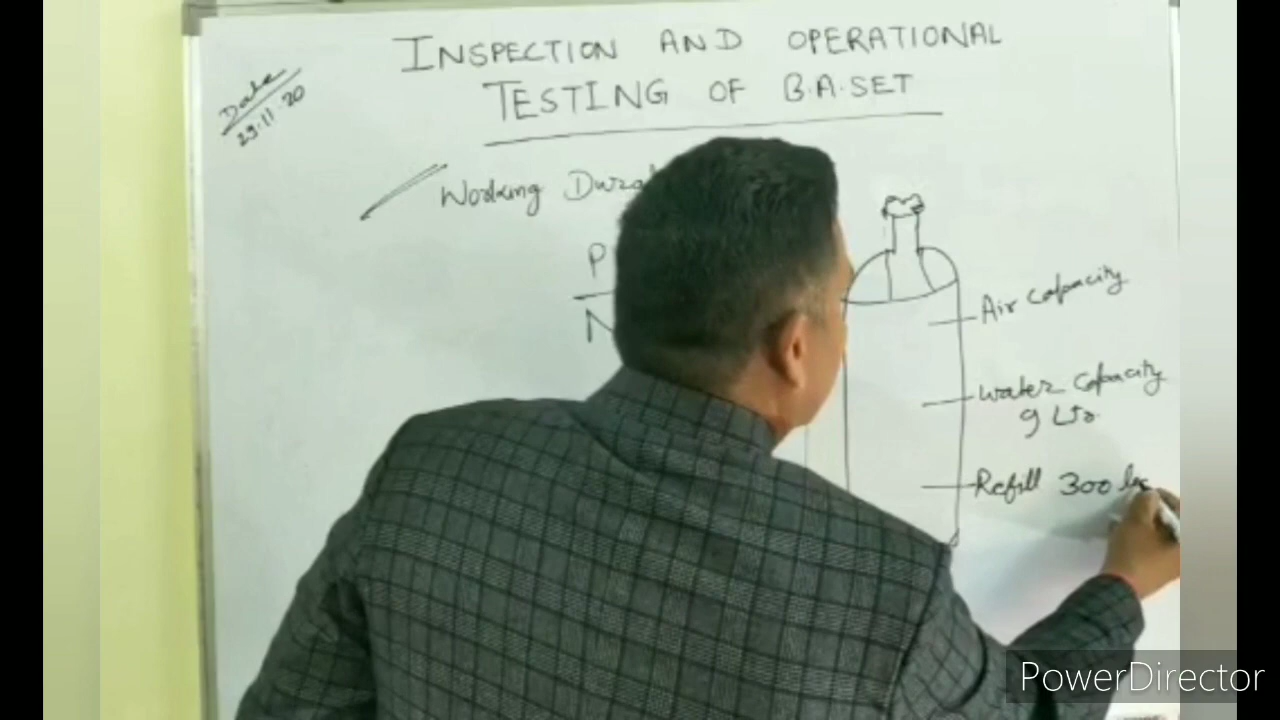 INSPECTION AND OPERATIONAL
TESTING OF B.A.SET
Date
29.11.20
Working
P
N
Air capacity
Water capacity
9 Ltr.
Refill 300
PowerDirector